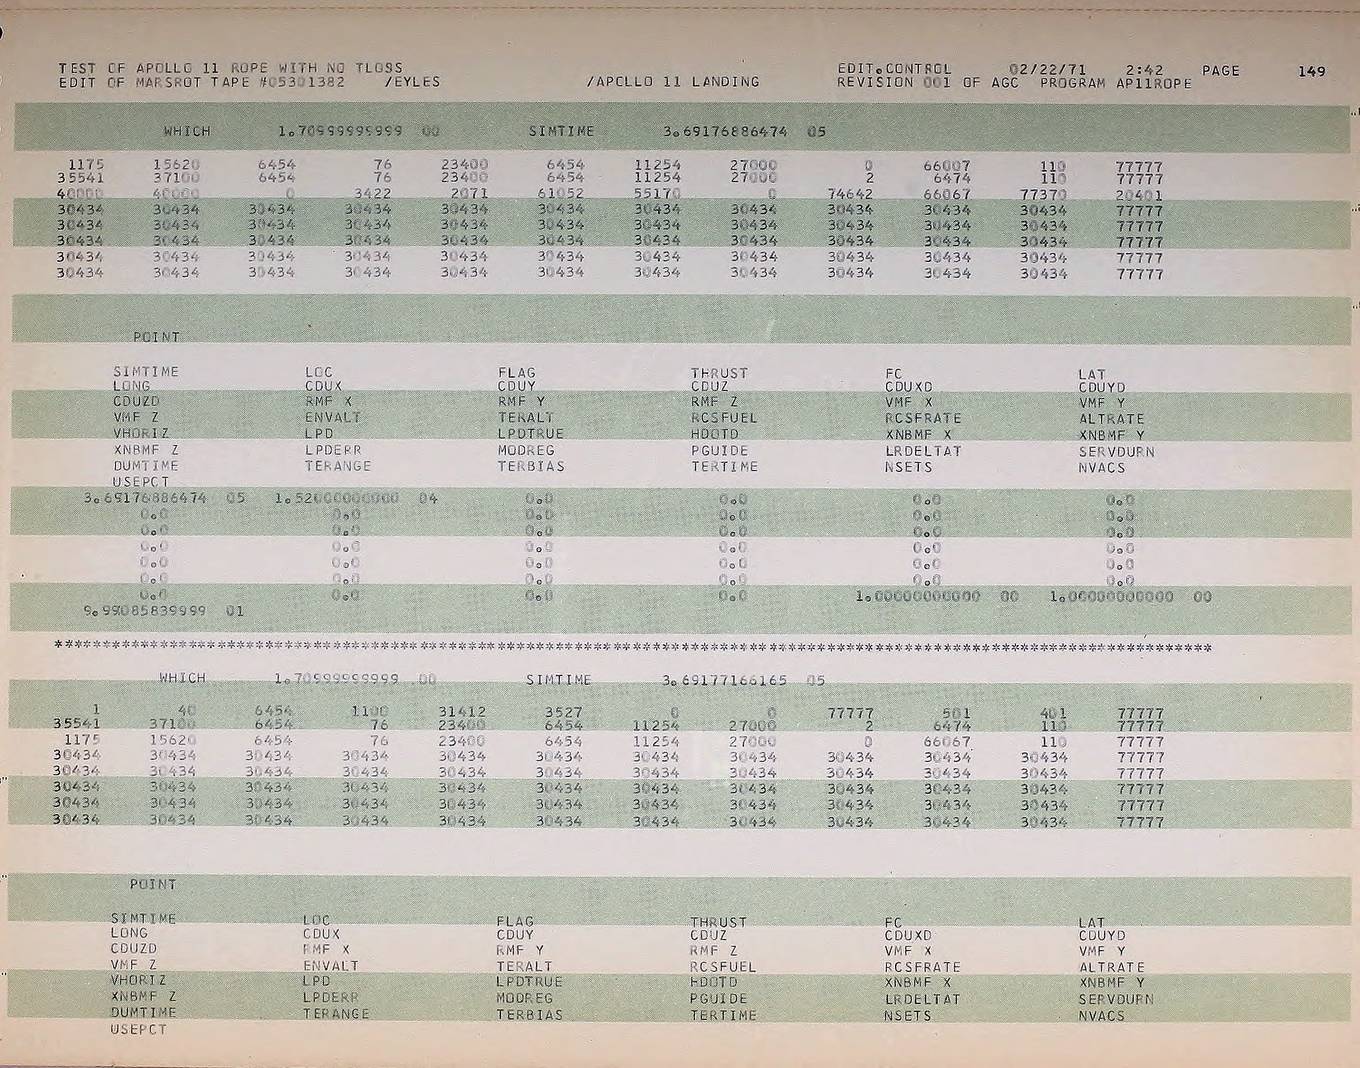 TEST OF APOLLO 11 ROPE WITH NO TLOSS EDIT.CONTROL 02/22/71 2:42 PAGE 149
EDIT OF MARSROT TAPE #05301382 /EYLES /APOLLO 11 LANDING REVISION 001 OF AGC PROGRAM AP11ROPE
WHICH 1.70999999999 00 SIMTIME 3.69176886474 05
1175 15620 6454 76 23400 6454 11254 27000 0 66007 110 77777
35541 37100 6454 76 23400 6454 11254 27000 2 6474 110 77777
40000 40000 0 3422 2071 61052 55170 0 74642 66067 77370 20401
30434 30434 30434 30434 30434 30434 30434 30434 30434 30434 30434 77777
30434 30434 30434 30434 30434 30434 30434 30434 30434 30434 30434 77777
30434 30434 30434 30434 30434 30434 30434 30434 30434 30434 30434 77777
30434 30434 30434 30434 30434 30434 30434 30434 30434 30434 30434 77777
30434 30434 30434 30434 30434 30434 30434 30434 30434 30434 30434 77777
POINT
SIMTIME LOC FLAG THRUST FC LAT
LONG CDUX CDUY CDUZ CDUXD CDUYD
CDUZD RMF X RMF Y RMF Z VMF X VMF Y
VMF Z ENVALT TERALT RCSFUEL RCSFRATE ALTRATE
VHORIZ LPD LPDTRUE HDOTD XNBMF X XNBMF Y
XNBMF Z LPDERR MODREG PGUIDE LRDELTAT SERVDURN
DUMTIME TERANGE TERBIAS TERTIME NSETS NVACS
USEPCT
3.69176886474 05 1.52000000000 04 0.0 0.0 0.0 0.0
0.0 0.0 0.0 0.0 0.0 0.0
0.0 0.0 0.0 0.0 0.0 0.0
0.0 0.0 0.0 0.0 0.0 0.0
0.0 0.0 0.0 0.0 0.0 0.0
0.0 0.0 0.0 0.0 0.0 0.0
0.0 0.0 0.0 0.0 1.00000000000 00 1.00000000000 00
9.99085839999 01
************************************************************************************************************************
WHICH 1.70999999999 00 SIMTIME 3.69177166165 05
1 40 6454 1100 31412 3527 0 0 77777 501 401 77777
35541 37100 6454 76 23400 6454 11254 27000 2 6474 110 77777
1175 15620 6454 76 23400 6454 11254 27000 0 66067 110 77777
30434 30434 30434 30434 30434 30434 30434 30434 30434 30434 30434 77777
30434 30434 30434 30434 30434 30434 30434 30434 30434 30434 30434 77777
30434 30434 30434 30434 30434 30434 30434 30434 30434 30434 30434 77777
30434 30434 30434 30434 30434 30434 30434 30434 30434 30434 30434 77777
30434 30434 30434 30434 30434 30434 30434 30434 30434 30434 30434 77777
POINT
SIMTIME LOC FLAG THRUST FC LAT
LONG CDUX CDUY CDUZ CDUXD CDUYD
CDUZD RMF X RMF Y RMF Z VMF X VMF Y
VMF Z ENVALT TERALT RCSFUEL RCSFRATE ALTRATE
VHORIZ LPD LPDTRUE HDOTD XNBMF X XNBMF Y
XNBMF Z LPDERR MODREG PGUIDE LRDELTAT SERVDURN
DUMTIME TERANGE TERBIAS TERTIME NSETS NVACS
USEPCT